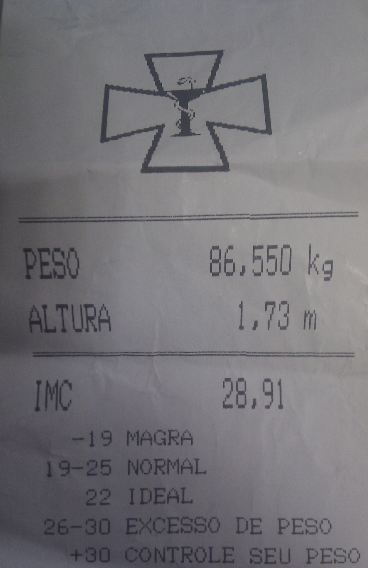 PESO 86,550 kg
ALTURA 1,73 m
IMC 28,91
-19 MAGRA
19-25 NORMAL
22 IDEAL
26-30 EXCESSO DE PESO
+30 CONTROLE SEU PESO